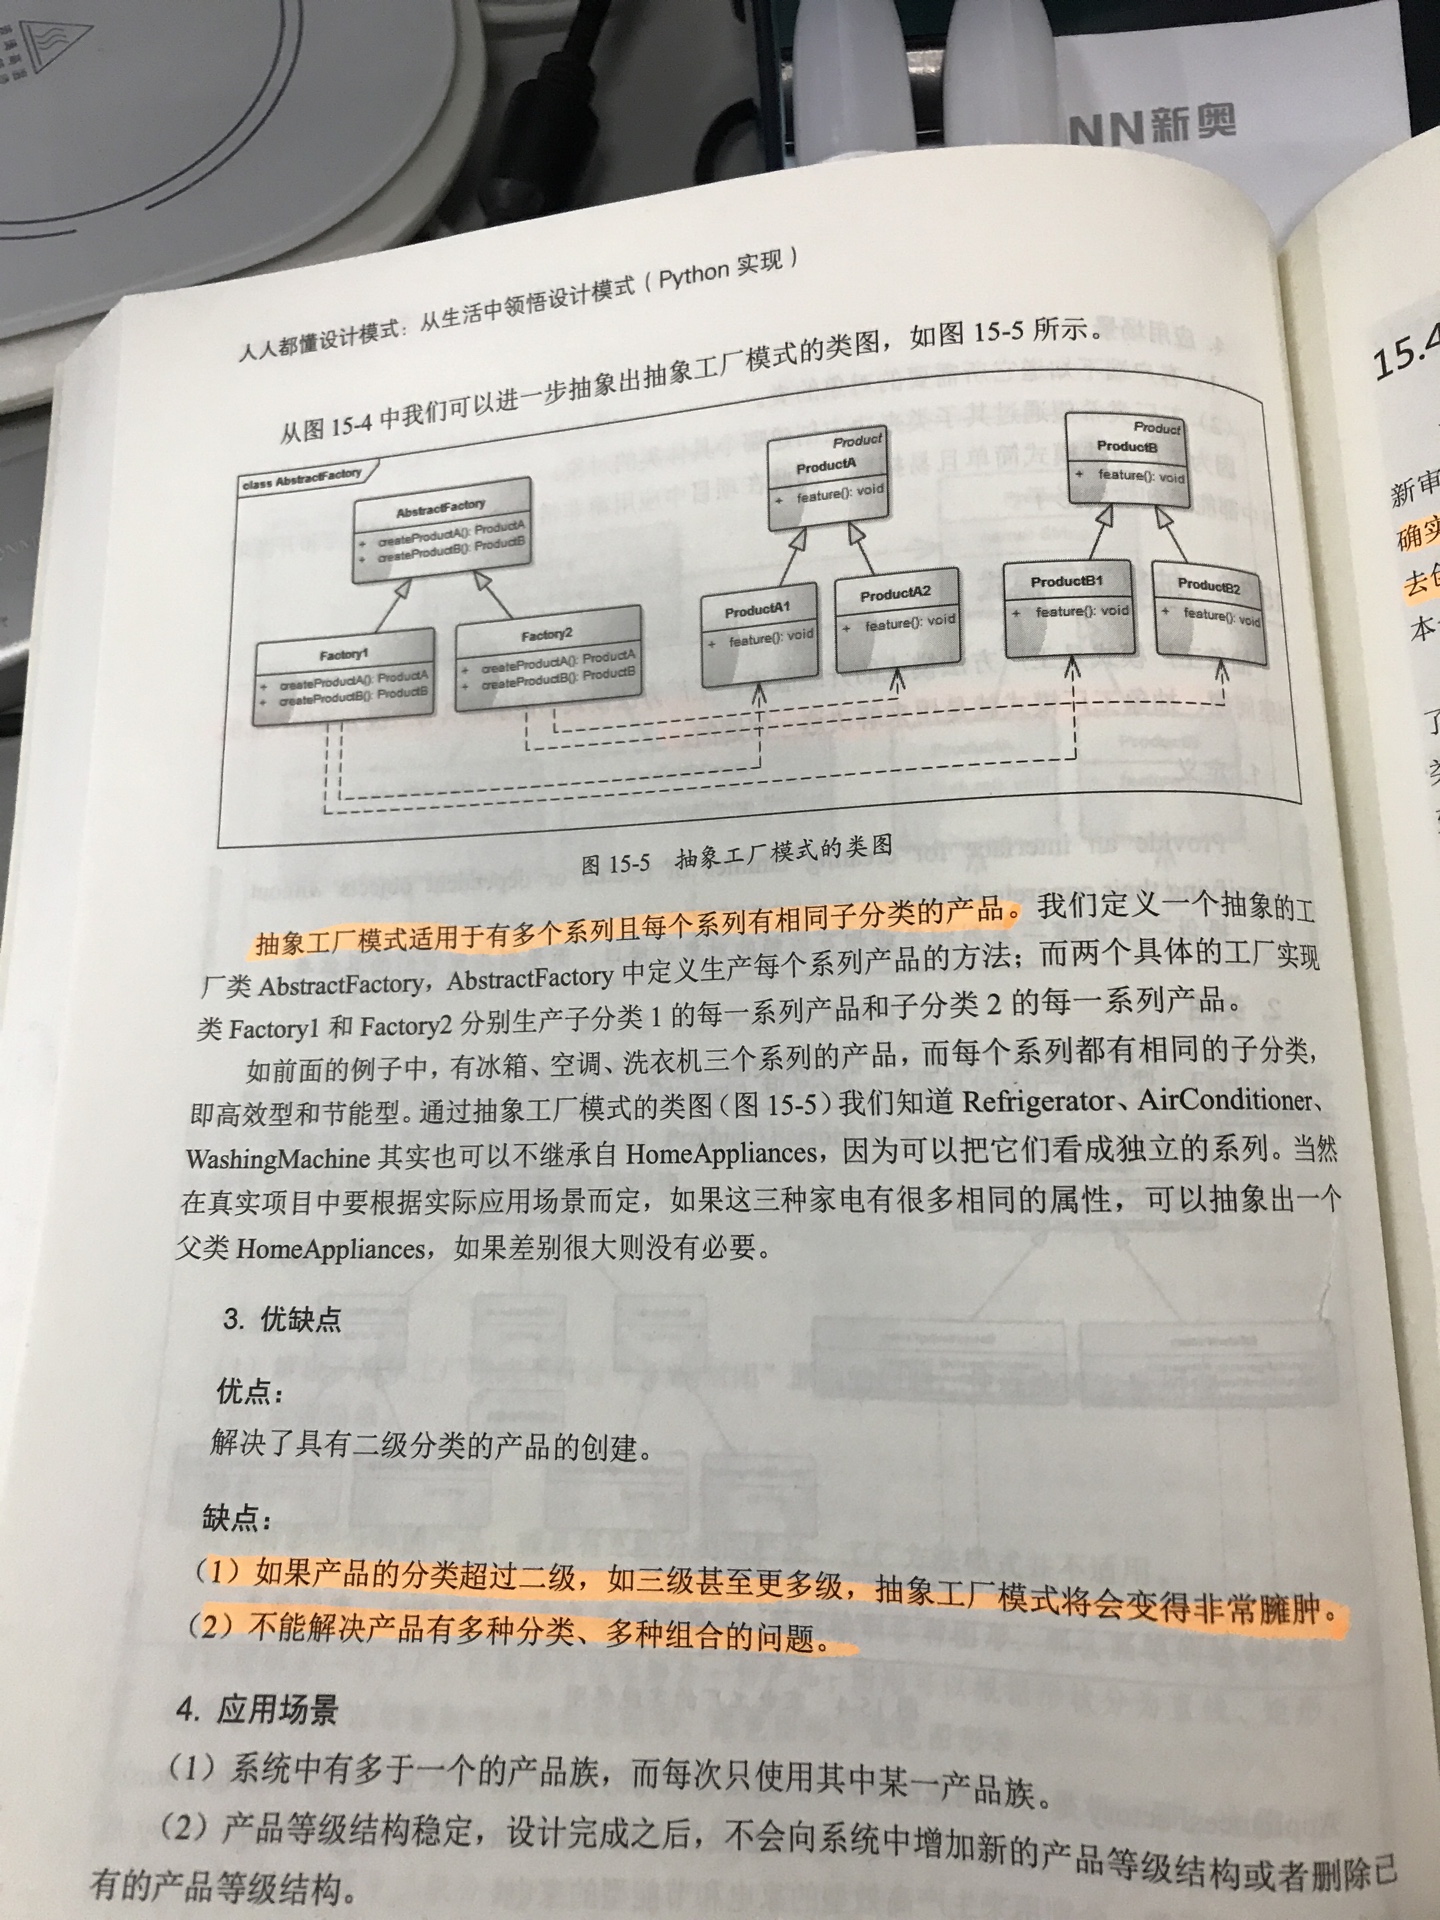 NN新奥
人人都懂设计模式：从生活中领悟设计模式（Python 实现）
从图 15-4 中我们可以进一步抽象出抽象工厂模式的类图，如图 15-5 所示。
class AbstractFactory
AbstractFactory
+ createProductA(): ProductA
+ createProductB(): ProductB
Product
ProductA
+ feature(): void
Product
ProductB
+ feature(): void
Factory1
+ createProductA(): ProductA
+ createProductB(): ProductB
Factory2
+ createProductA(): ProductA
+ createProductB(): ProductB
ProductA1
+ feature(): void
ProductA2
+ feature(): void
ProductB1
+ feature(): void
ProductB2
+ feature(): void
图 15-5 抽象工厂模式的类图
抽象工厂模式适用于有多个系列且每个系列有相同子分类的产品。我们定义一个抽象的工
厂类 AbstractFactory，AbstractFactory 中定义生产每个系列产品的方法；而两个具体的工厂实现
类 Factory1 和 Factory2 分别生产子分类 1 的每一系列产品和子分类 2 的每一系列产品。
如前面的例子中，有冰箱、空调、洗衣机三个系列的产品，而每个系列都有相同的子分类，
即高效型和节能型。通过抽象工厂模式的类图（图 15-5）我们知道 Refrigerator、AirConditioner、
WashingMachine 其实也可以不继承自 HomeAppliances，因为可以把它们看成独立的系列。当然
在真实项目中要根据实际应用场景而定，如果这三种家电有很多相同的属性，可以抽象出一个
父类 HomeAppliances，如果差别很大则没有必要。
3. 优缺点
优点：
解决了具有二级分类的产品的创建。
缺点：
（1）如果产品的分类超过二级，如三级甚至更多级，抽象工厂模式将会变得非常臃肿。
（2）不能解决产品有多种分类、多种组合的问题。
4. 应用场景
（1）系统中有多于一个的产品族，而每次只使用其中某一产品族。
（2）产品等级结构稳定，设计完成之后，不会向系统中增加新的产品等级结构或者删除已
有的产品等级结构。
15.4
新审
确实
去创
本